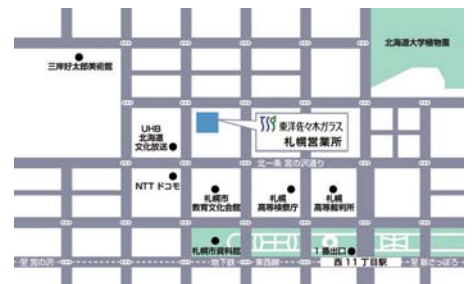 北海道大学植物園
三岸好太郎美術館
TSG 東洋佐々木ガラス
札幌営業所
UHB
北海道
文化放送
北一条 宮の沢通り
NTT ドコモ
札幌市
教育文化会館
札幌
高等検察庁
札幌
高等裁判所
札幌市資料館
1番出口
至 宮の沢
地下鉄
東西線
西11丁目駅
至 新さっぽろ